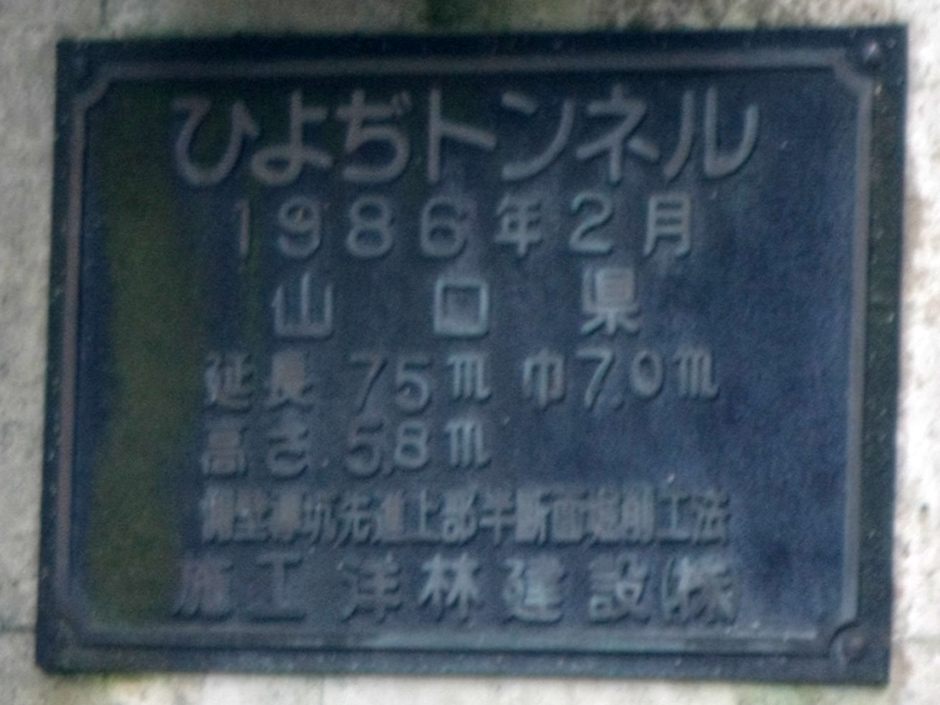 ひよぢトンネル
1986年2月
山口県
延長 75m 巾7.0m
高さ 5.8m
側壁導坑先進上部半断面掘削工法
施工 洋林建設(株)